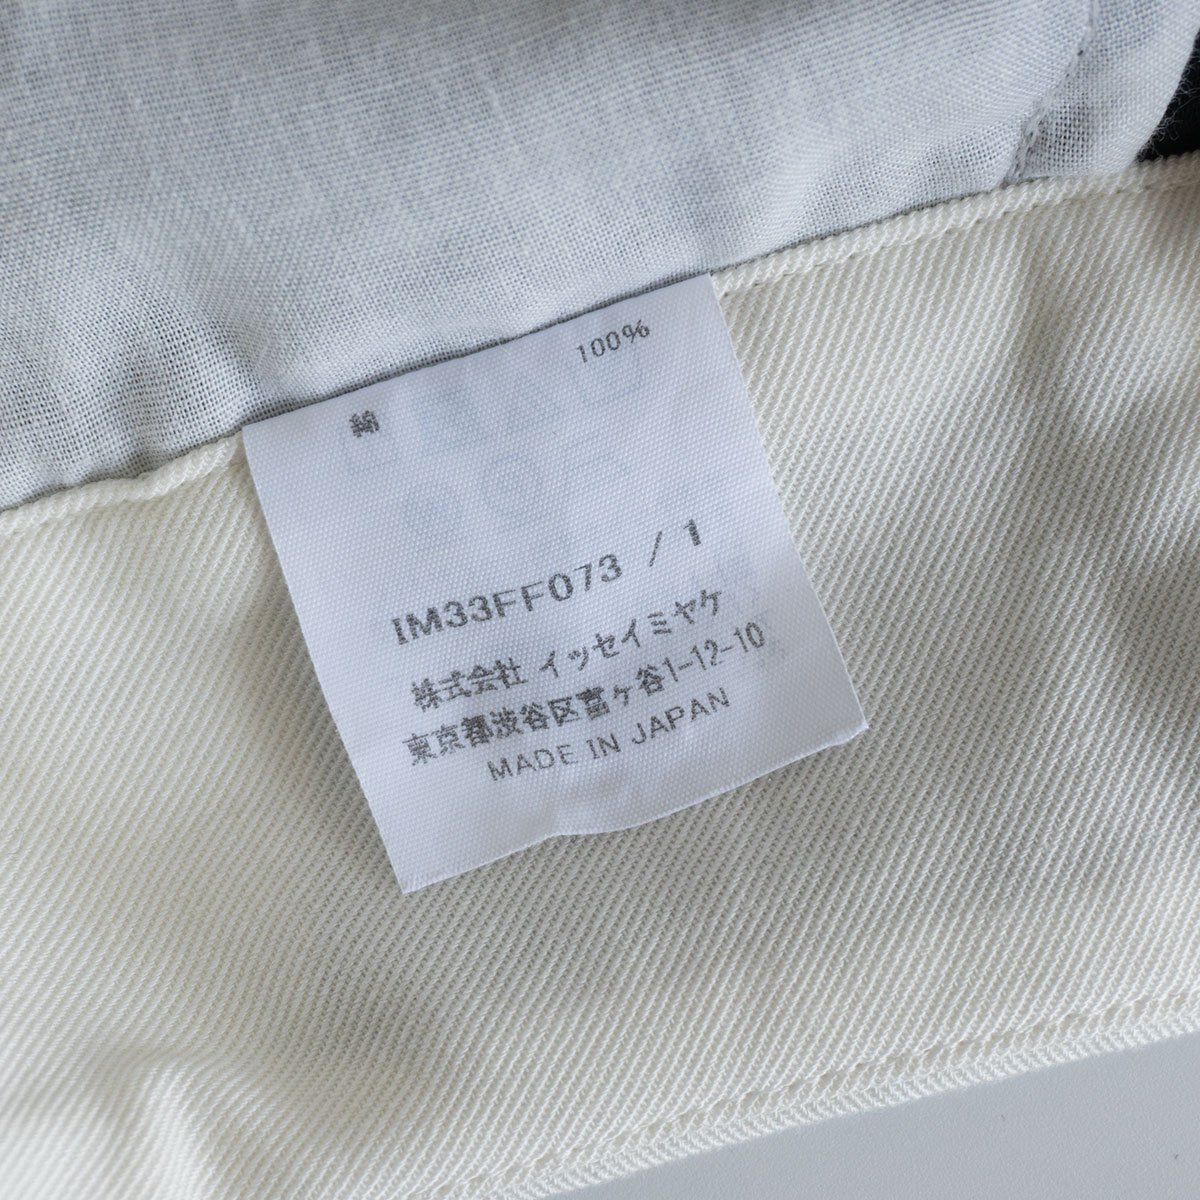 綿 100%
IM33FF073 / 1
株式会社 イッセイミヤケ
東京都渋谷区富ヶ谷1-12-10
MADE IN JAPAN